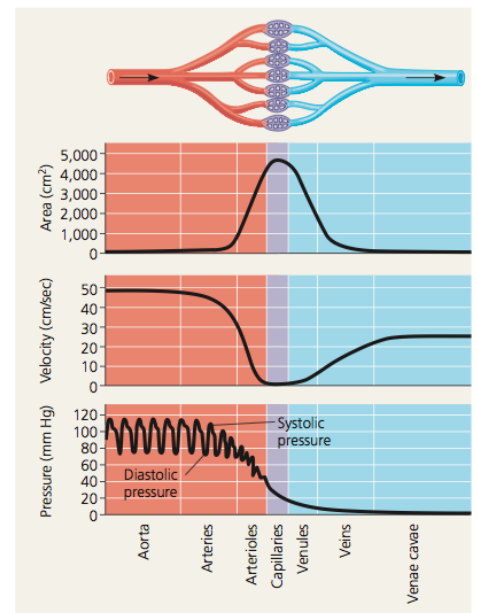 Area (cm²)
5,000
4,000
3,000
2,000
1,000
0
Velocity (cm/sec)
50
40
30
20
10
0
Pressure (mm Hg)
120
100
80
60
40
20
0
Systolic
pressure
Diastolic
pressure
Aorta
Arteries
Arterioles
Capillaries
Venules
Veins
Venae cavae